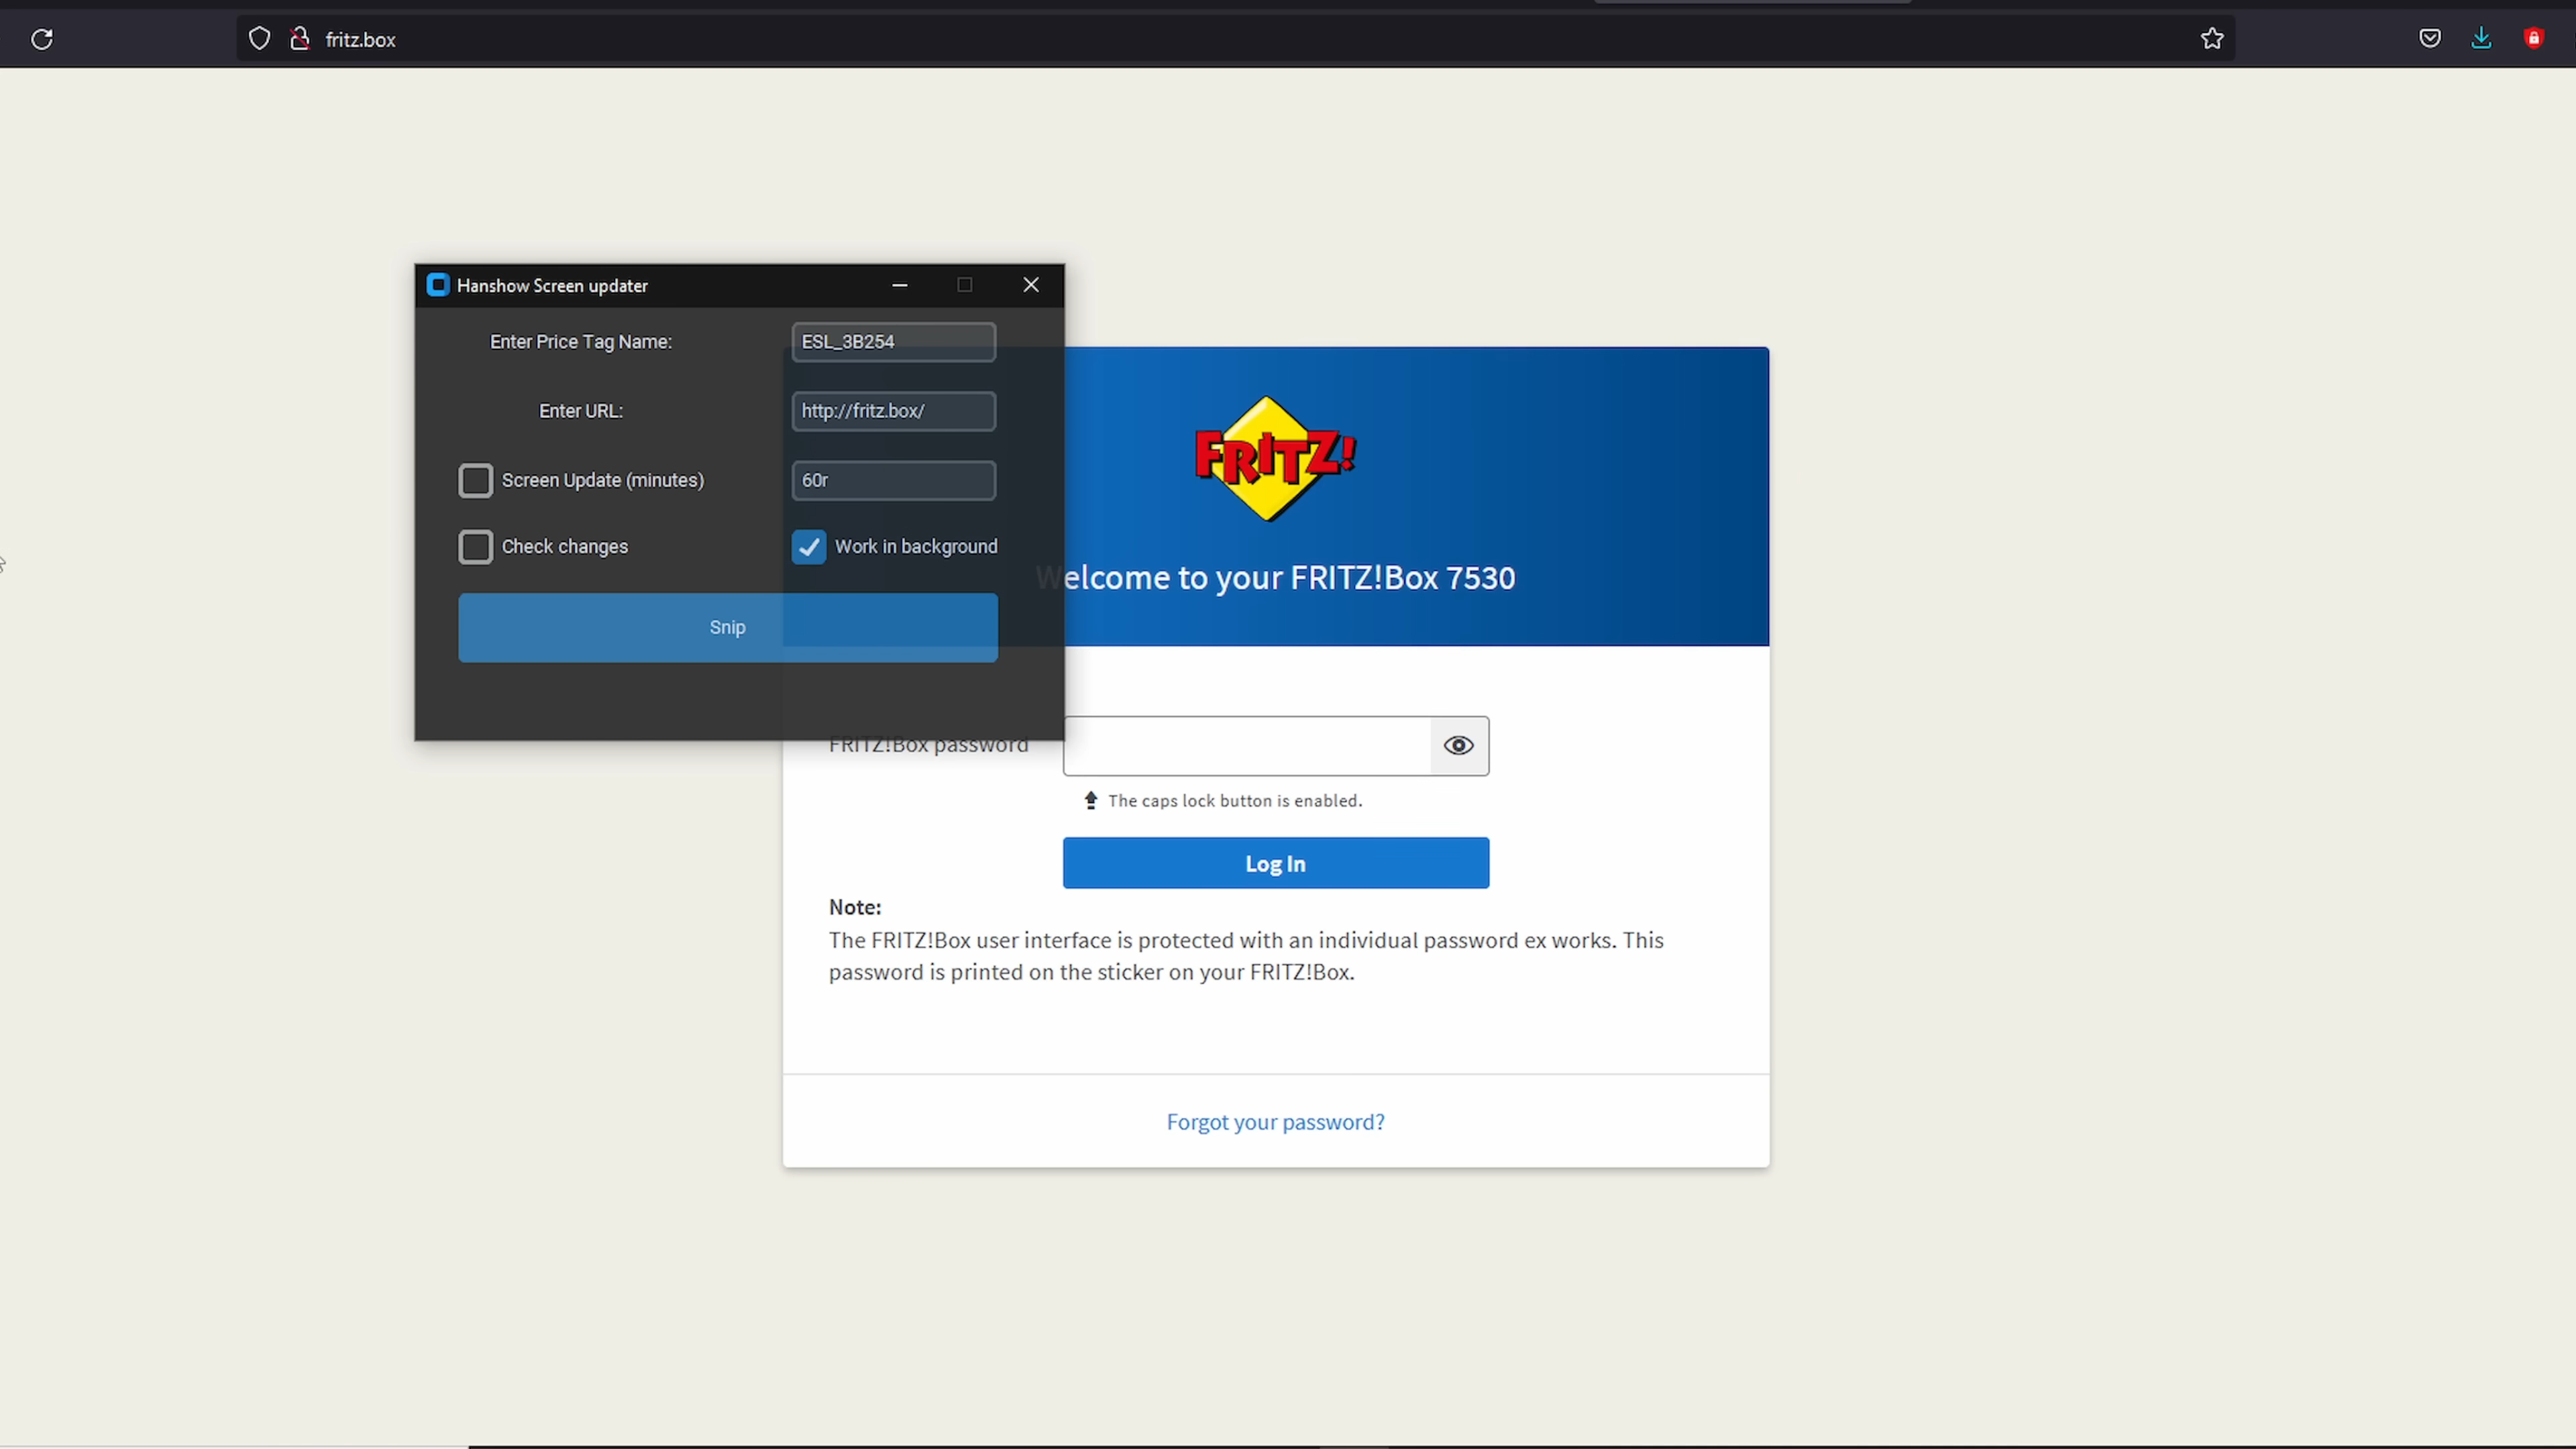 fritz.box
Hanshow Screen updater
Enter Price Tag Name:
ESL_3B254
Enter URL:
http://fritz.box/
Screen Update (minutes)
60r
Check changes
Work in background
Snip
FRITZ!
Welcome to your FRITZ!Box 7530
FRITZ!Box password
The caps lock button is enabled.
Log In
Note:
The FRITZ!Box user interface is protected with an individual password ex works. This
password is printed on the sticker on your FRITZ!Box.
Forgot your password?